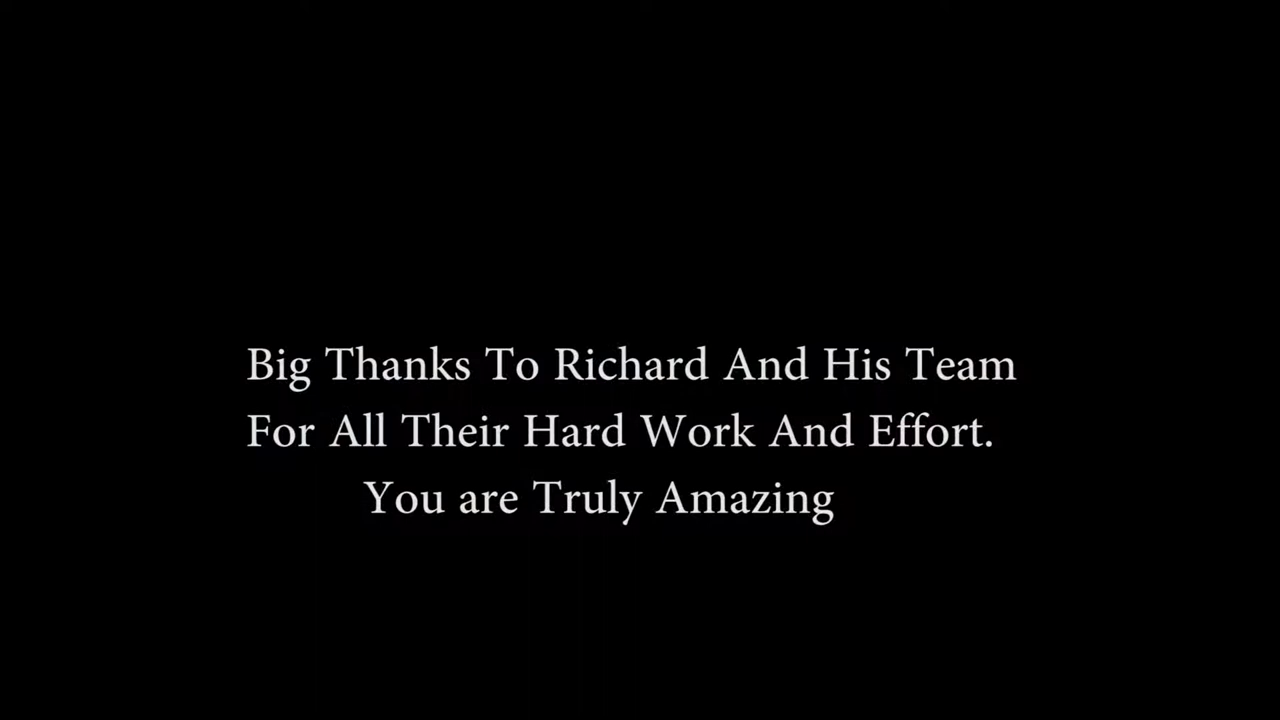 Big Thanks To Richard And His Team
For All Their Hard Work And Effort.
You are Truly Amazing